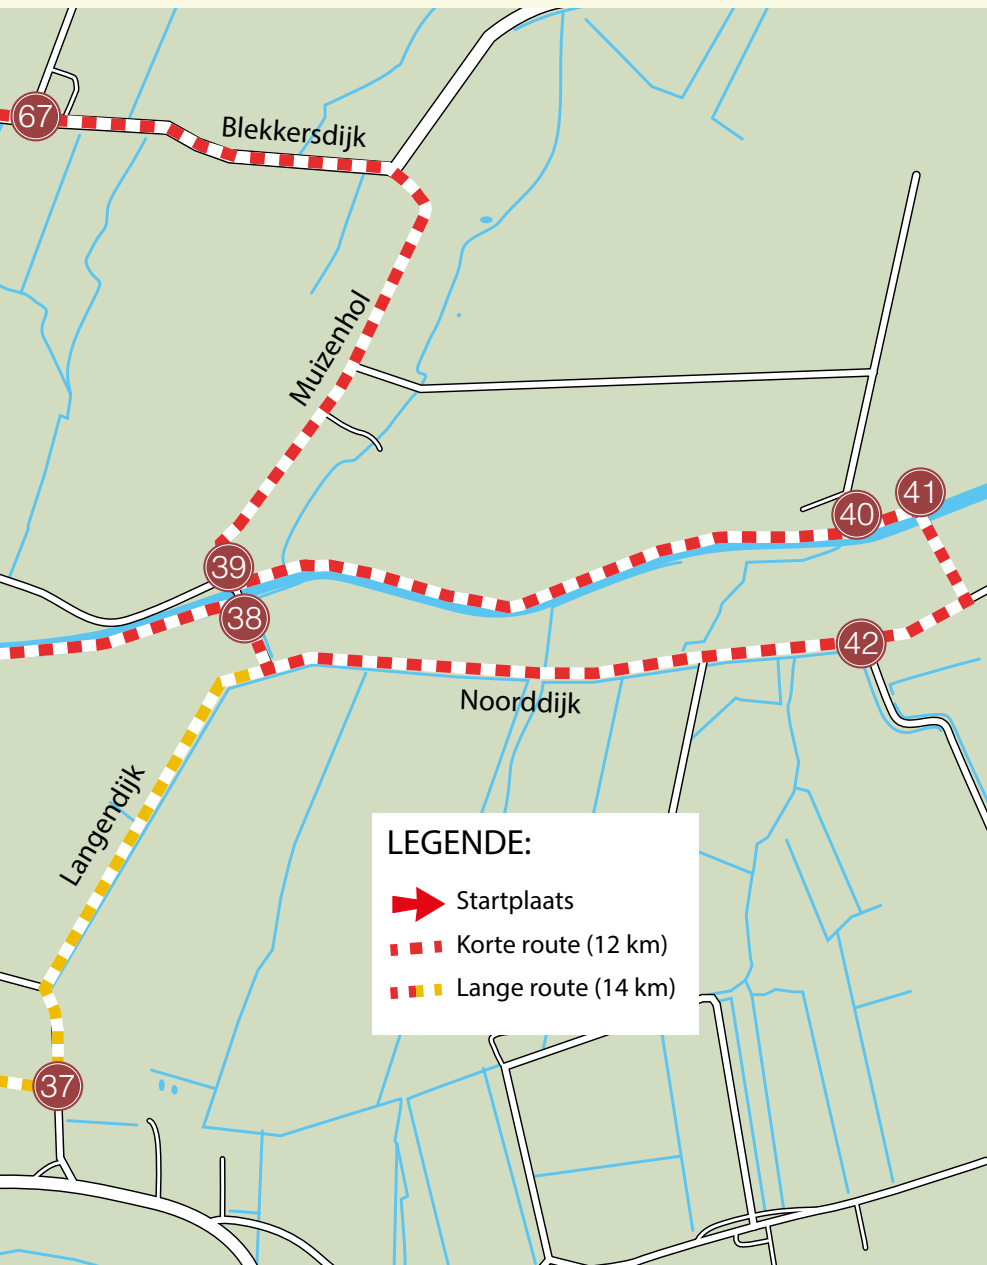 67
Blekkersdijk
Muizenhol
41
40
39
38
42
Noorddijk
Langendijk
LEGENDE:
Startplaats
Korte route (12 km)
Lange route (14 km)
37